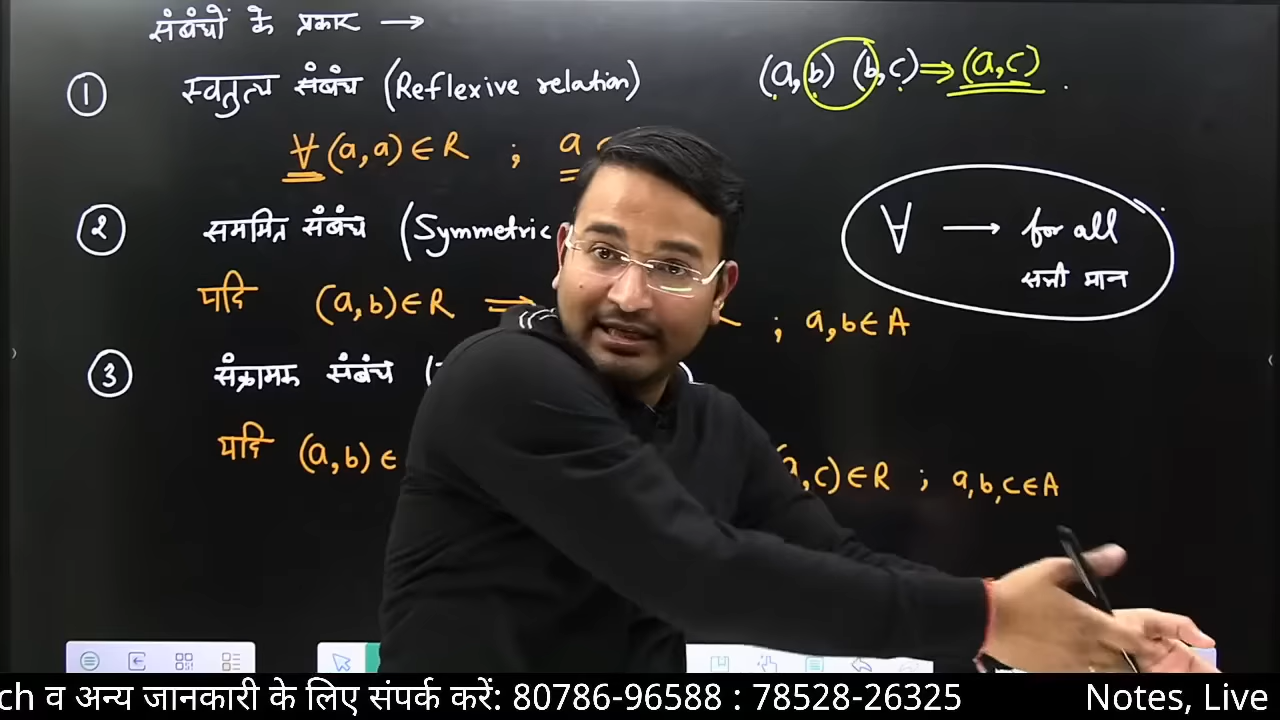 संबंधों के प्रकार →
① स्वतुल्य संबंध (Reflexive relation)
(a,b) (b,c) ⇒ (a,c)
∀ (a,a) ∈ R ; a
② सममित संबंध (Symmetric
∀ → for all
सभी मान
यदि (a,b) ∈ R ⇒ ; a,b ∈ A
③ संक्रामक संबंध (
यदि (a,b) ∈ ,c) ∈ R ; a,b,c ∈ A
ch व अन्य जानकारी के लिए संपर्क करें: 80786-96588 : 78528-26325 Notes, Live